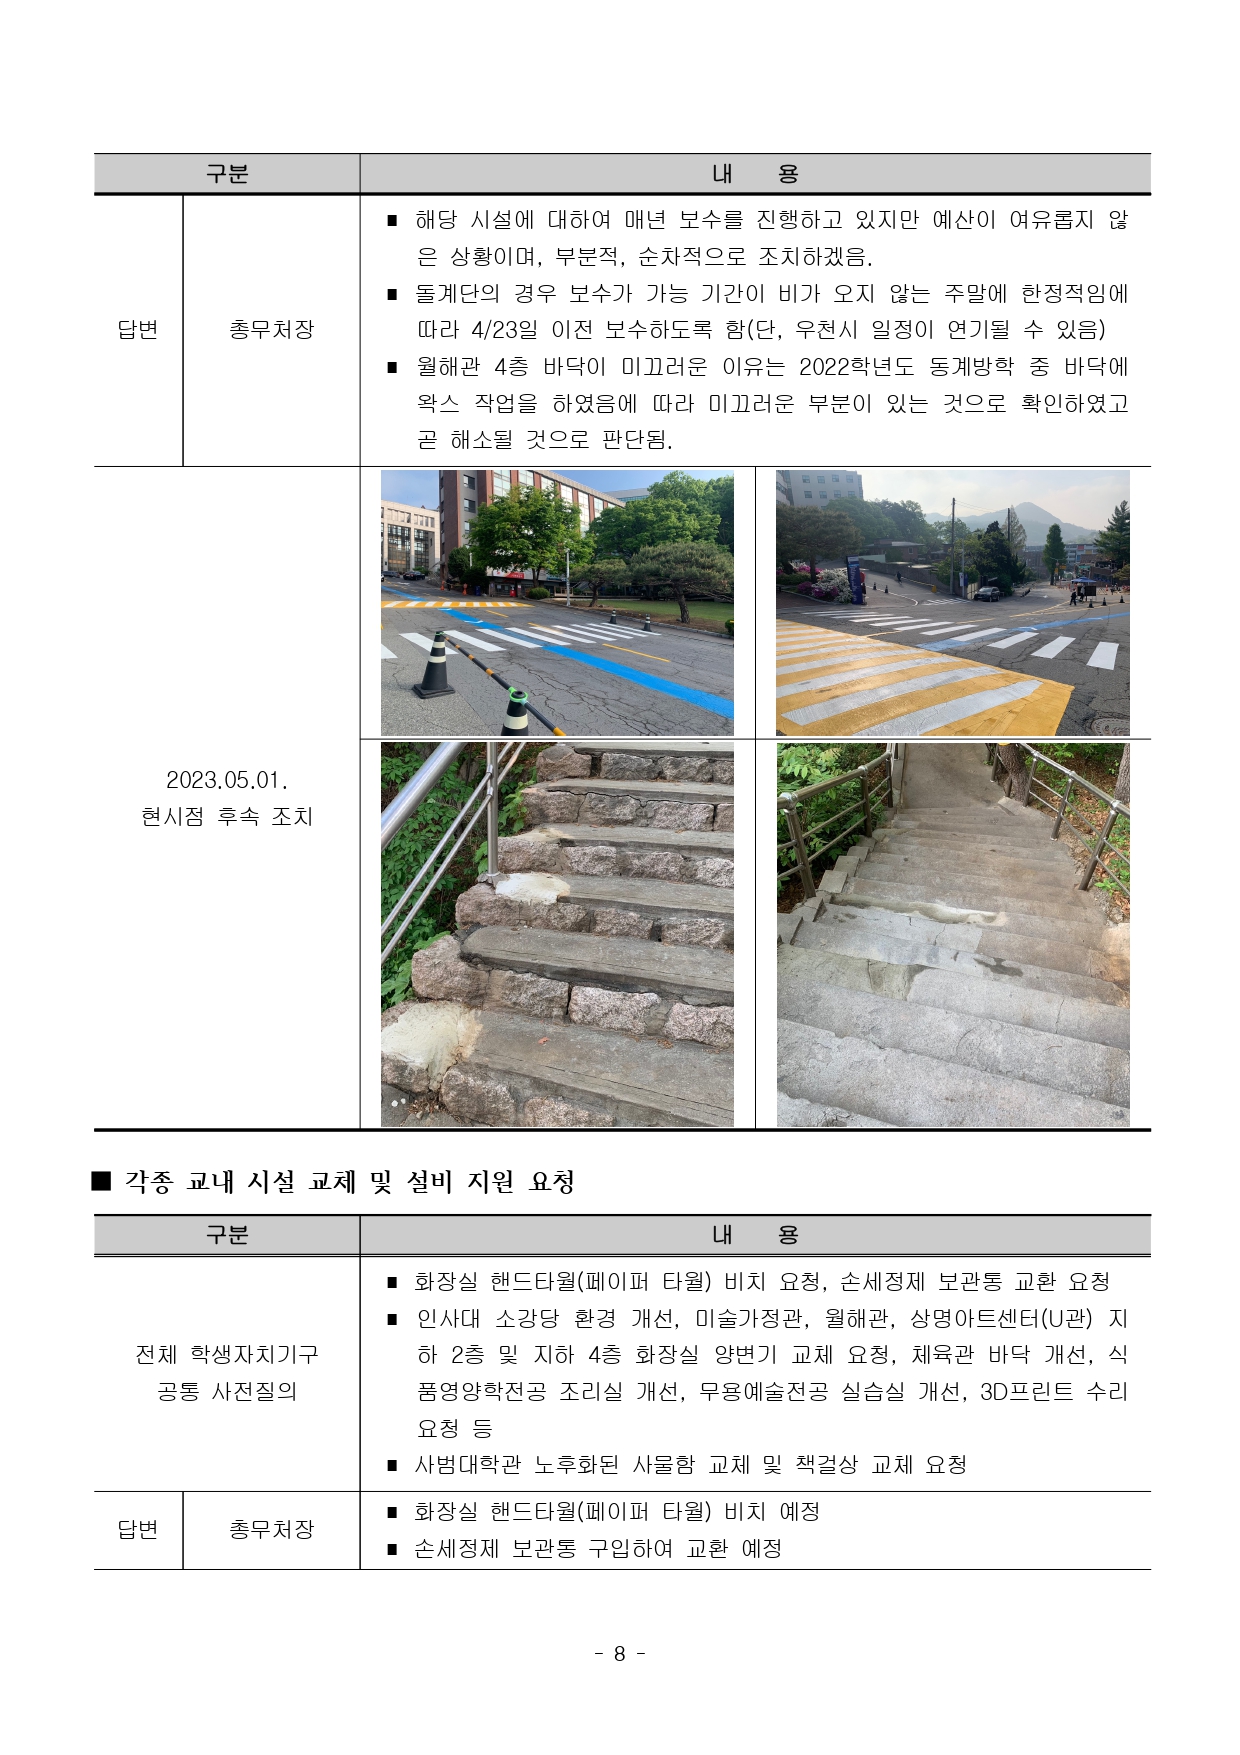 구분 내 용
■ 해당 시설에 대하여 매년 보수를 진행하고 있지만 예산이 여유롭지 않
은 상황이며, 부분적, 순차적으로 조치하겠음.
■ 돌계단의 경우 보수가 가능 기간이 비가 오지 않는 주말에 한정적임에
답변 총무처장 따라 4/23일 이전 보수하도록 함(단, 우천시 일정이 연기될 수 있음)
■ 월해관 4층 바닥이 미끄러운 이유는 2022학년도 동계방학 중 바닥에
왁스 작업을 하였음에 따라 미끄러운 부분이 있는 것으로 확인하였고
곧 해소될 것으로 판단됨.
2023.05.01.
현시점 후속 조치
■ 각종 교내 시설 교체 및 설비 지원 요청
구분 내 용
■ 화장실 핸드타월(페이퍼 타월) 비치 요청, 손세정제 보관통 교환 요청
■ 인사대 소강당 환경 개선, 미술가정관, 월해관, 상명아트센터(U관) 지
전체 학생자치기구 하 2층 및 지하 4층 화장실 양변기 교체 요청, 체육관 바닥 개선, 식
공통 사전질의 품영양학전공 조리실 개선, 무용예술전공 실습실 개선, 3D프린트 수리
요청 등
■ 사범대학관 노후화된 사물함 교체 및 책걸상 교체 요청
답변 총무처장 ■ 화장실 핸드타월(페이퍼 타월) 비치 예정
■ 손세정제 보관통 구입하여 교환 예정
- 8 -